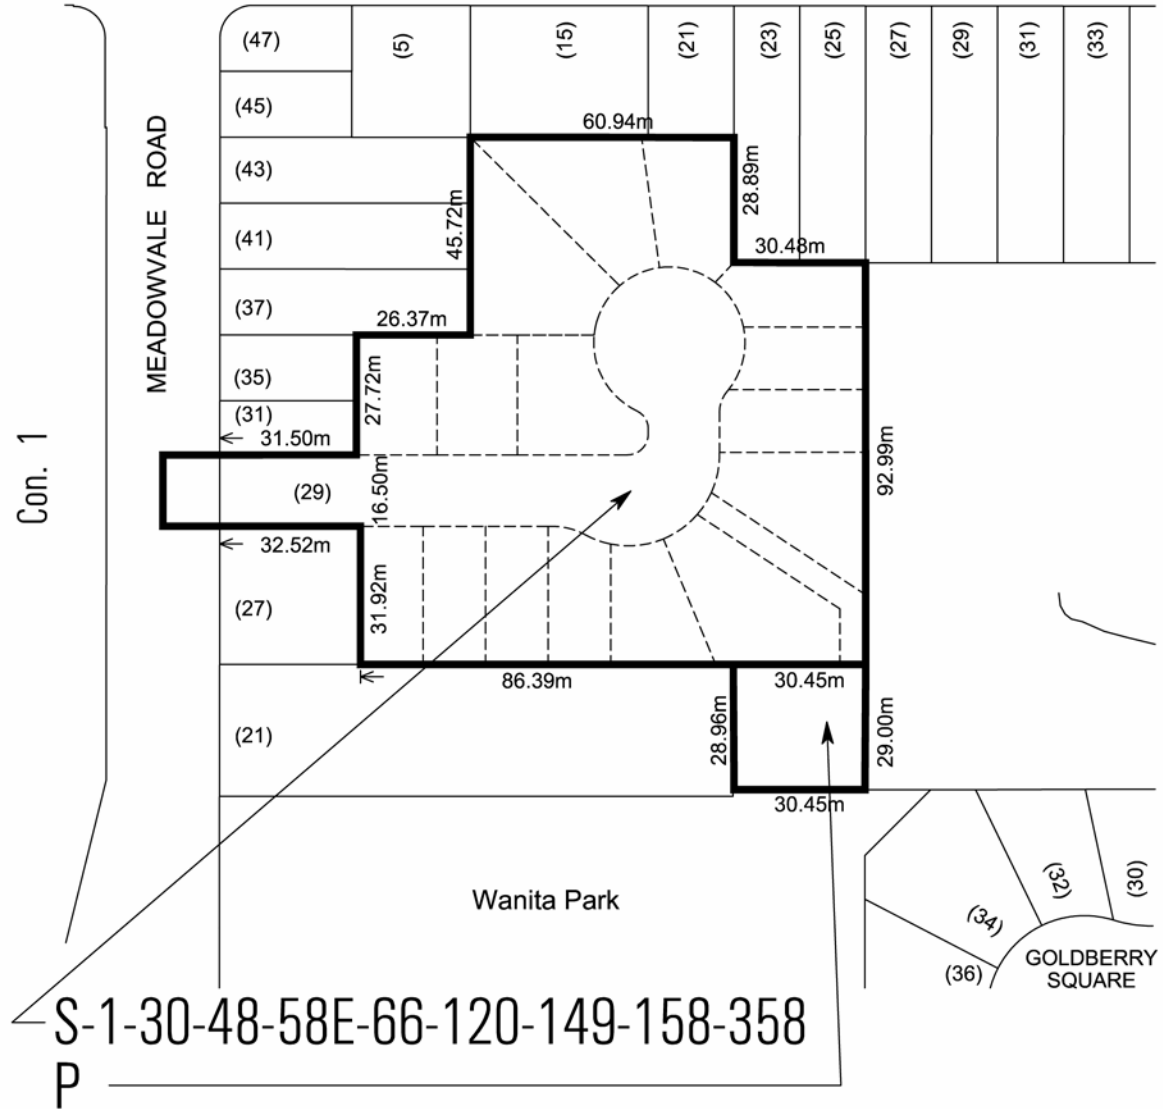 (47)
(5)
(15)
(21)
(23)
(25)
(27)
(29)
(31)
(33)
(45)
60.94m
MEADOWVALE ROAD
(43)
28.89m
45.72m
(41)
30.48m
(37)
26.37m
(35)
27.72m
(31)
31.50m
Con. 1
92.99m
(29)
16.50m
32.52m
(27)
31.92m
86.39m
30.45m
(21)
28.96m
29.00m
30.45m
Wanita Park
(32)
(30)
(34)
(36)
GOLDBERRY
SQUARE
S-1-30-48-58E-66-120-149-158-358
P